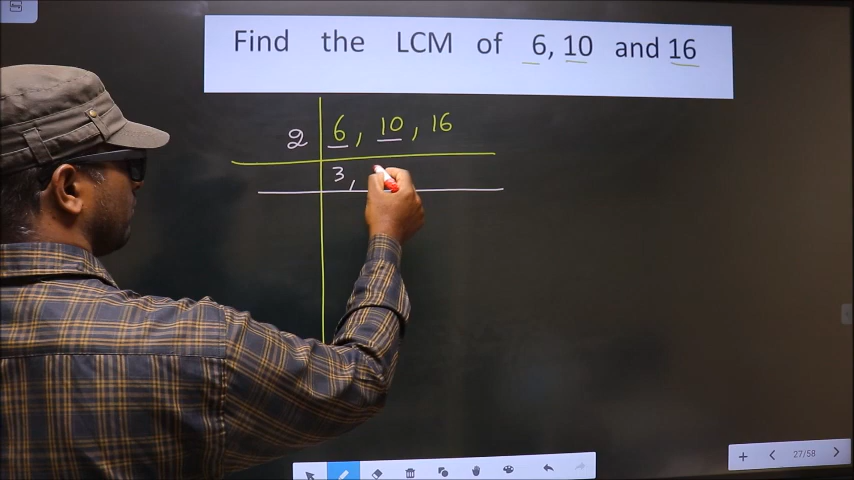 Find the LCM of 6, 10 and 16
2 6, 10, 16
3,
27/58